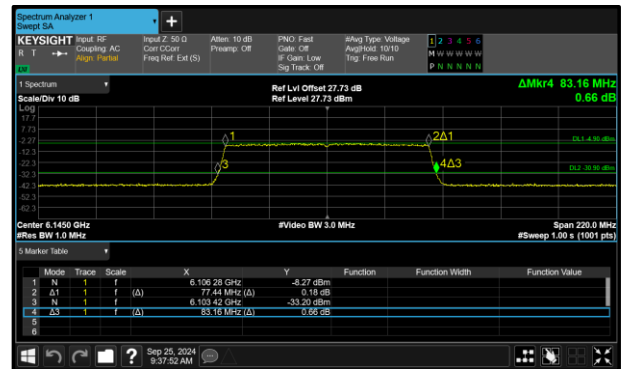 Spectrum Analyzer 1
Swept SA
+
KEYSIGHT Input: RF Input Z: 50 Ω Atten: 10 dB PNO: Fast #Avg Type: Voltage 1 2 3 4 5 6
R T Coupling: AC Corr CCorr Preamp: Off Gate: Off Avg|Hold: 10/10 M W W W W W
Align: Partial Freq Ref: Ext (S) IF Gain: Low Trig: Free Run
Sig Track: Off P N N N N N
1 Spectrum
ΔMkr4 83.16 MHz
Ref Lvl Offset 27.73 dB
Scale/Div 10 dB Ref Level 27.73 dBm 0.66 dB
Log
17.7
7.73
1 2Δ1
-2.27 DL1 -4.90 dBm
-12.3
-22.3
3 4Δ3
DL2 -30.90 dBm
-32.3
-42.3
-52.3
-62.3
Center 6.1450 GHz #Video BW 3.0 MHz Span 220.0 MHz
#Res BW 1.0 MHz #Sweep 1.00 s (1001 pts)
5 Marker Table
Mode Trace Scale X Y Function Function Width Function Value
1 N 1 f 6.106 28 GHz -8.27 dBm
2 Δ1 1 f (Δ) 77.44 MHz (Δ) 0.18 dB
3 N 1 f 6.103 42 GHz -33.20 dBm
4 Δ3 1 f (Δ) 83.16 MHz (Δ) 0.66 dB
5
6
? Sep 25, 2024
9:37:52 AM